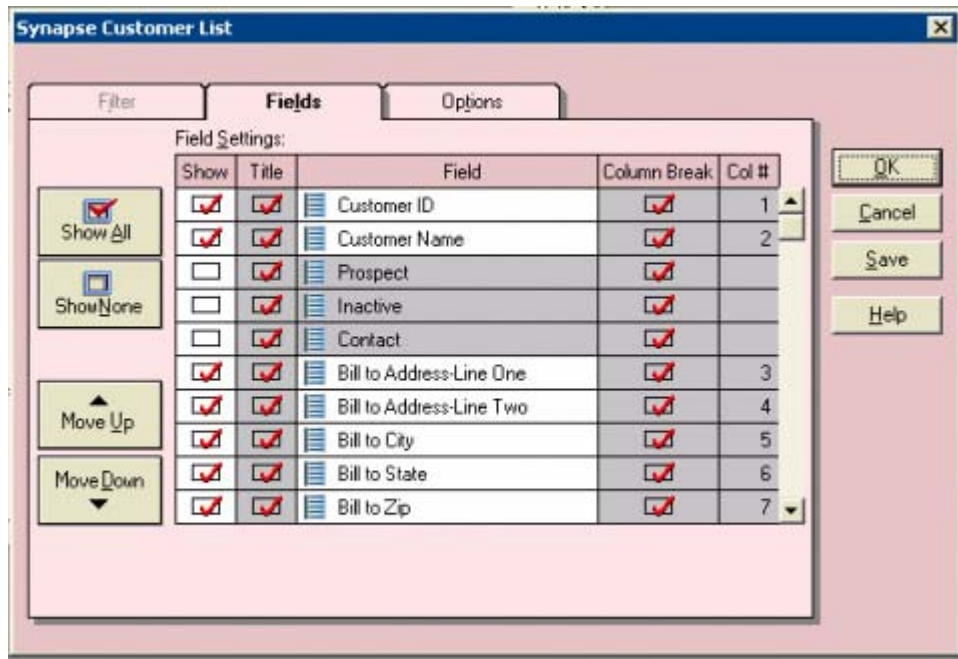 Synapse Customer List
Filter Fields Options
Field Settings:
Show Title Field Column Break Col #
Customer ID 1
Customer Name 2
Prospect
Inactive
Contact
Bill to Address-Line One 3
Bill to Address-Line Two 4
Bill to City 5
Bill to State 6
Bill to Zip 7
Show All
Show None
Move Up
Move Down
OK
Cancel
Save
Help